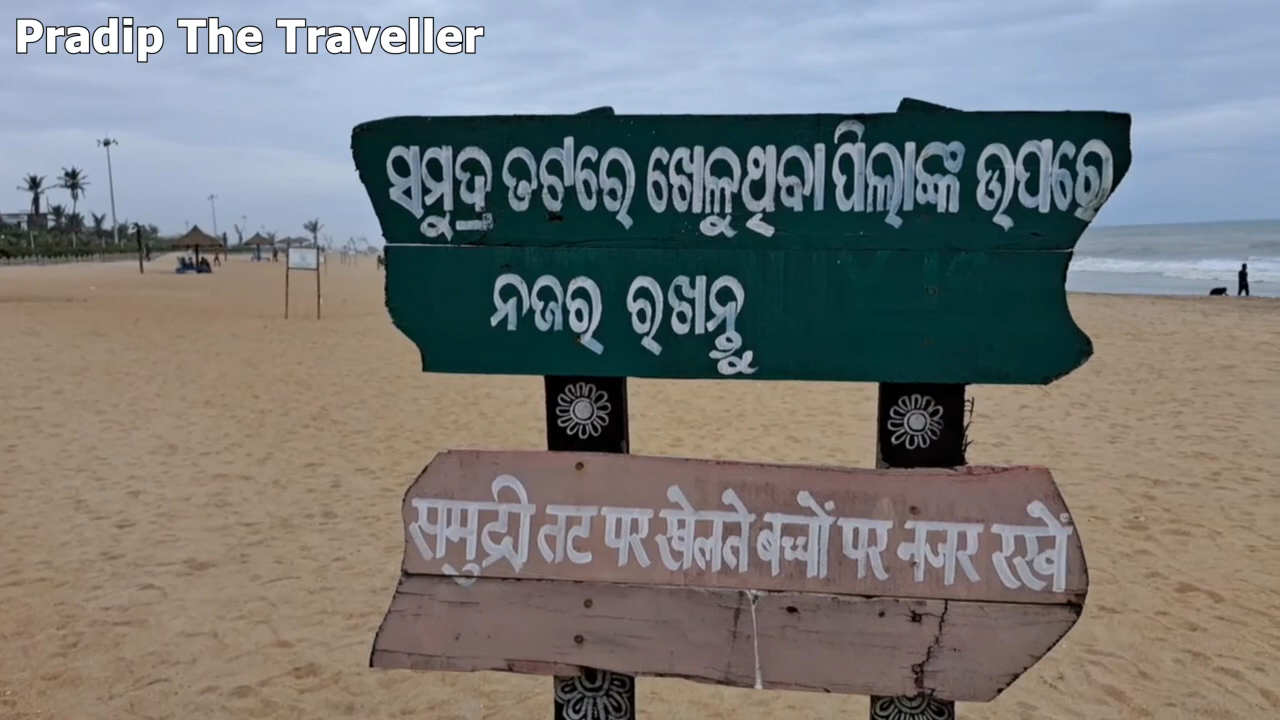 Pradip The Traveller
ସମୁଦ୍ର ତଟରେ ଖେଳୁଥିବା ପିଲାଙ୍କ ଉପରେ
ନଜର ରଖନ୍ତୁ
समुद्री तट पर खेलते बच्चों पर नजर रखें